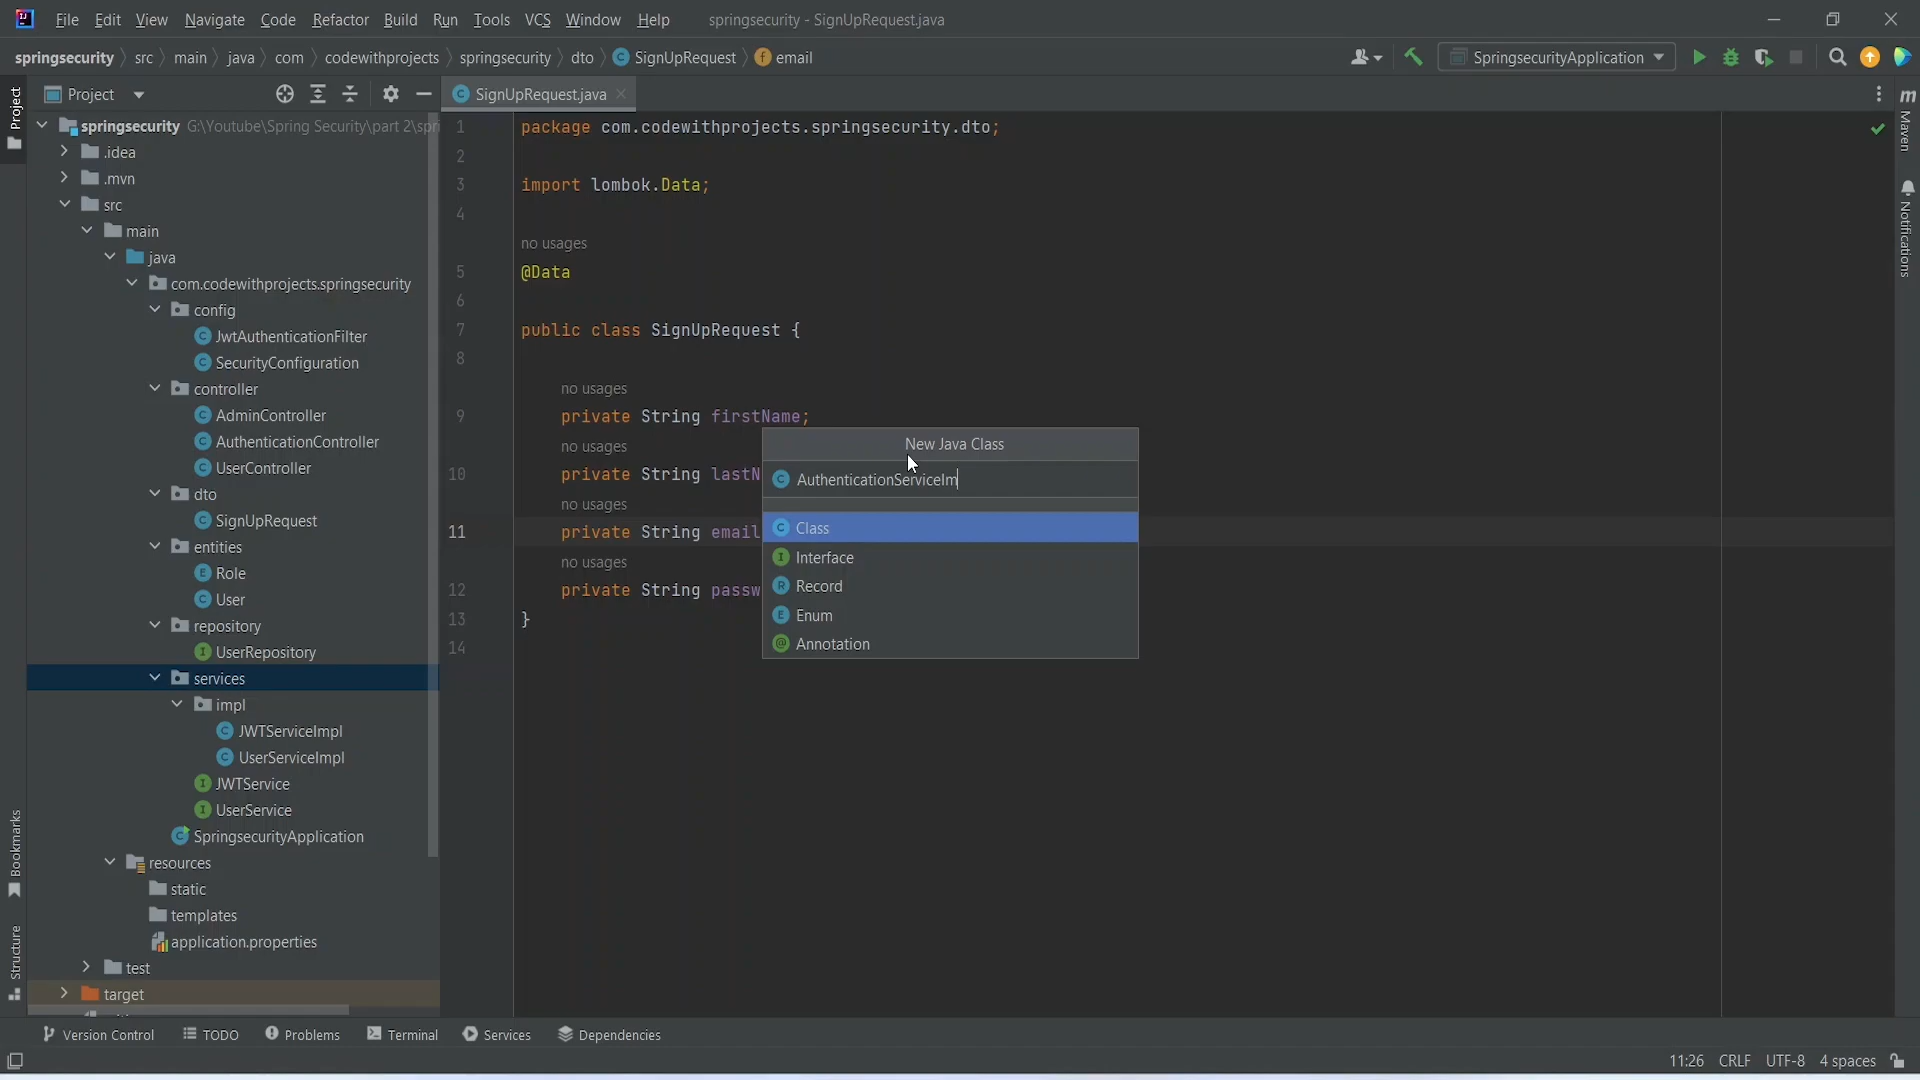 File Edit View Navigate Code Refactor Build Run Tools VCS Window Help springsecurity - SignUpRequest.java
springsecurity src main java com codewithprojects springsecurity dto SignUpRequest email SpringsecurityApplication
Project SignUpRequest.java
Project
springsecurity G:\Youtube\Spring Security\part 2\spri
.idea
.mvn
src
main
java
com.codewithprojects.springsecurity
config
JwtAuthenticationFilter
SecurityConfiguration
controller
AdminController
AuthenticationController
UserController
dto
SignUpRequest
entities
Role
User
repository
UserRepository
services
impl
JWTServiceImpl
UserServiceImpl
JWTService
UserService
SpringsecurityApplication
resources
static
templates
application.properties
test
target
1 package com.codewithprojects.springsecurity.dto;
2
3 import lombok.Data;
4
no usages
5 @Data
6
7 public class SignUpRequest {
8
no usages
9 private String firstName;
no usages
10 private String lastN
no usages
11 private String email
no usages
12 private String passw
13 }
14
New Java Class
AuthenticationServiceIm
Class
Interface
Record
Enum
Annotation
Maven
Notifications
Bookmarks
Structure
Version Control TODO Problems Terminal Services Dependencies
11:26 CRLF UTF-8 4 spaces